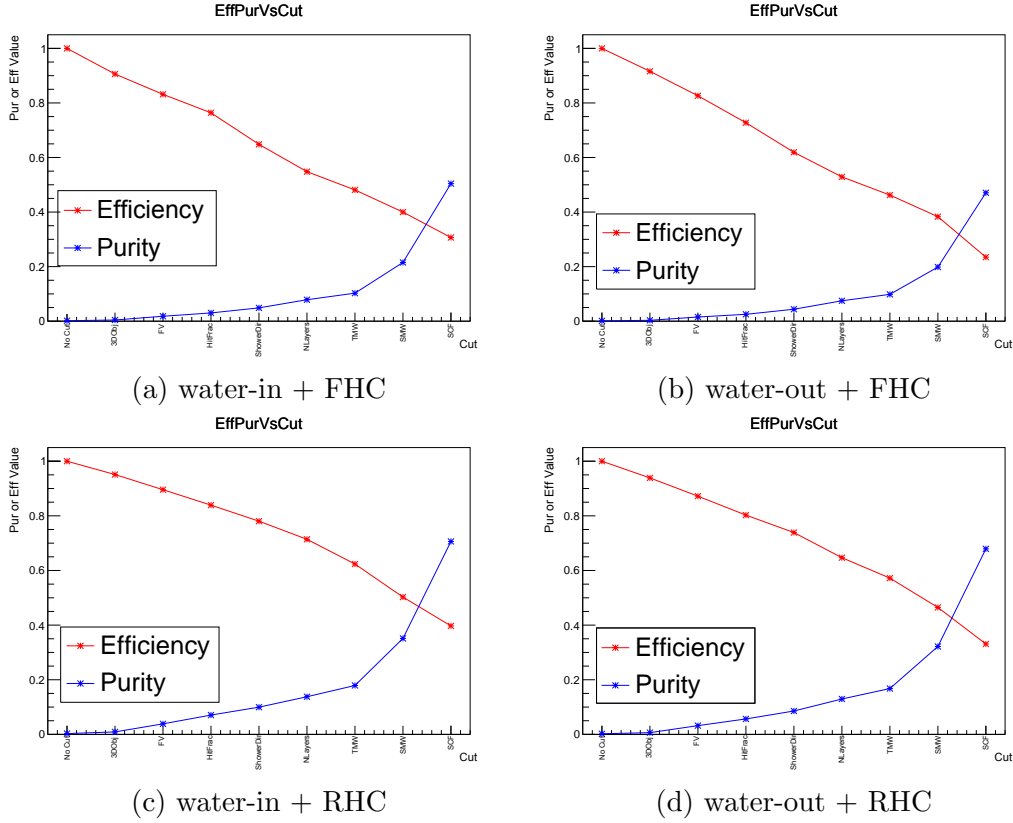 EffPurVsCut
Pur or Eff Value
1
0.8
0.6
0.4
0.2
0
Efficiency
Purity
No Cut
3DObj
FV
HitFrac
ShowerDir
NLayers
TMW
SMW
SCF
Cut
(a) water-in + FHC
EffPurVsCut
Pur or Eff Value
1
0.8
0.6
0.4
0.2
0
Efficiency
Purity
No Cut
3DObj
FV
HitFrac
ShowerDir
NLayers
TMW
SMW
SCF
Cut
(b) water-out + FHC
EffPurVsCut
Pur or Eff Value
1
0.8
0.6
0.4
0.2
0
Efficiency
Purity
No Cut
3DObj
FV
HitFrac
ShowerDir
NLayers
TMW
SMW
SCF
Cut
(c) water-in + RHC
EffPurVsCut
Pur or Eff Value
1
0.8
0.6
0.4
0.2
0
Efficiency
Purity
No Cut
3DObj
FV
HitFrac
ShowerDir
NLayers
TMW
SMW
SCF
Cut
(d) water-out + RHC